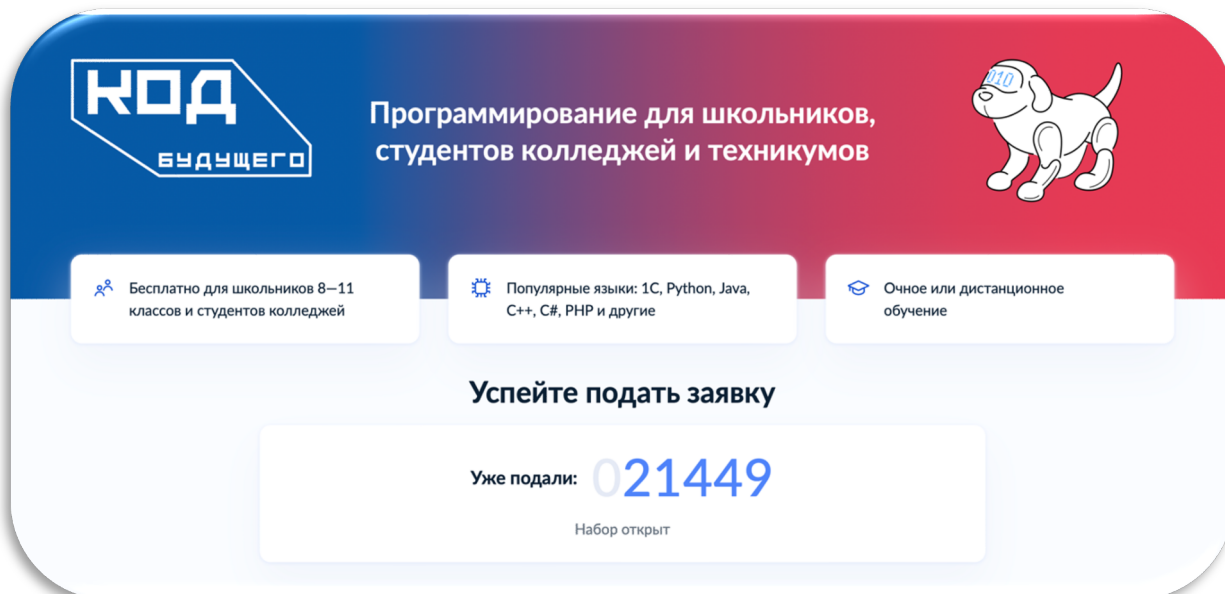 КОД
БУДУЩЕГО
Программирование для школьников,
студентов колледжей и техникумов
010
Бесплатно для школьников 8—11
классов и студентов колледжей
Популярные языки: 1С, Python, Java,
C++, C#, PHP и другие
Очное или дистанционное
обучение
Успейте подать заявку
Уже подали: 021449
Набор открыт